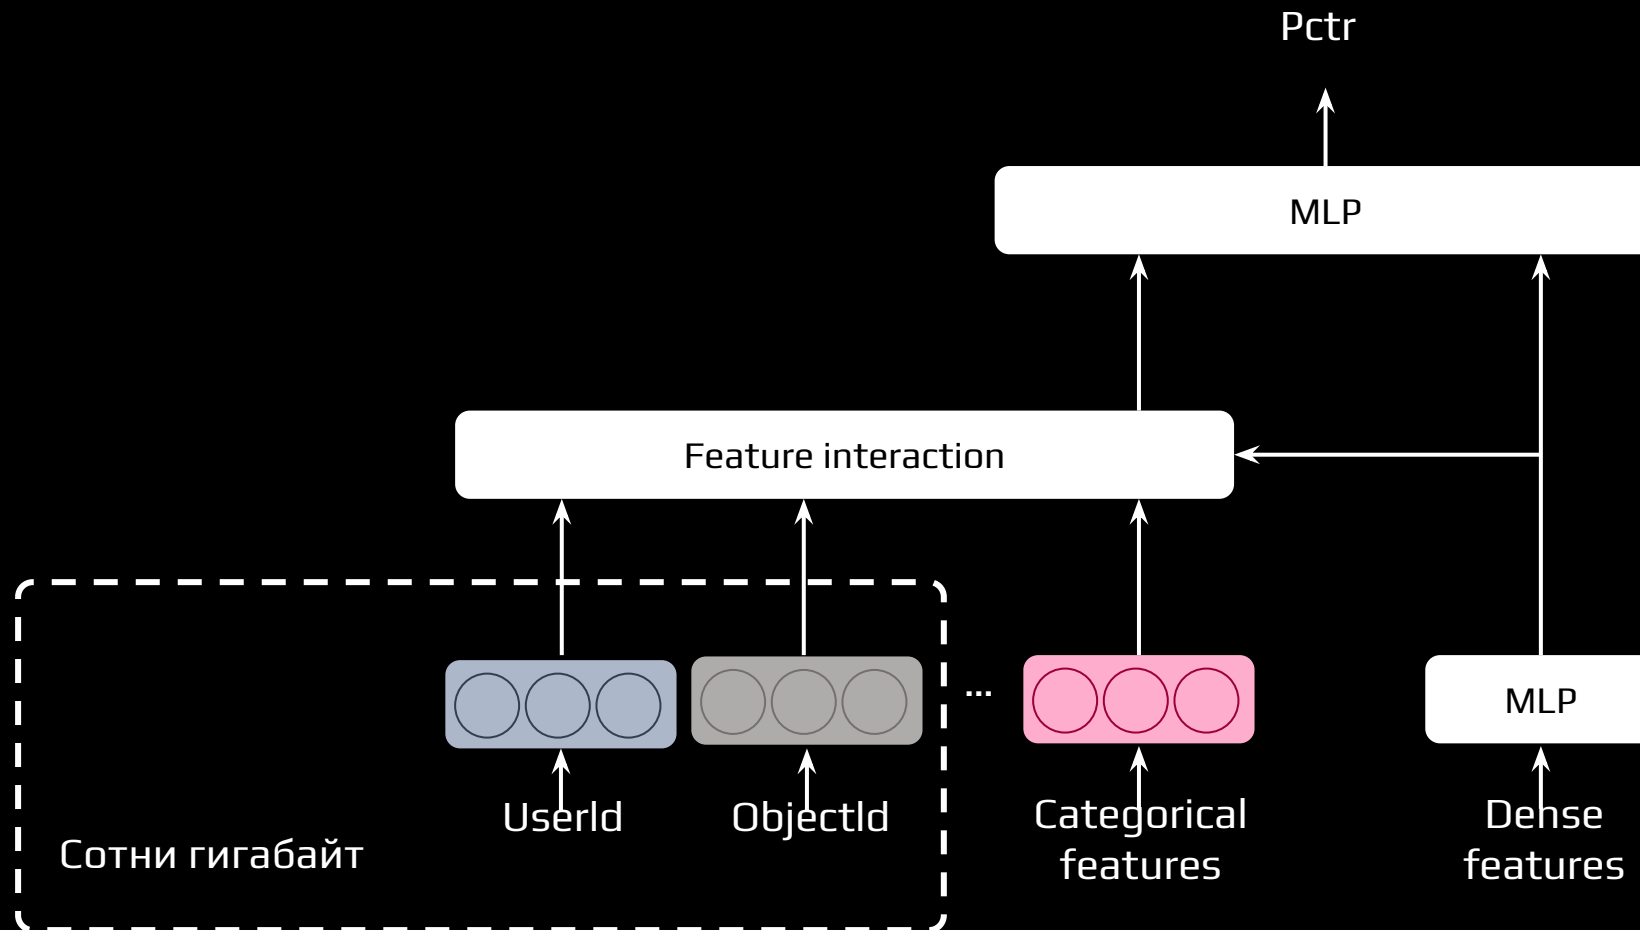 Pctr
MLP
Feature interaction
...
MLP
UserId
ObjectId
Categorical
features
Dense
features
Сотни гигабайт